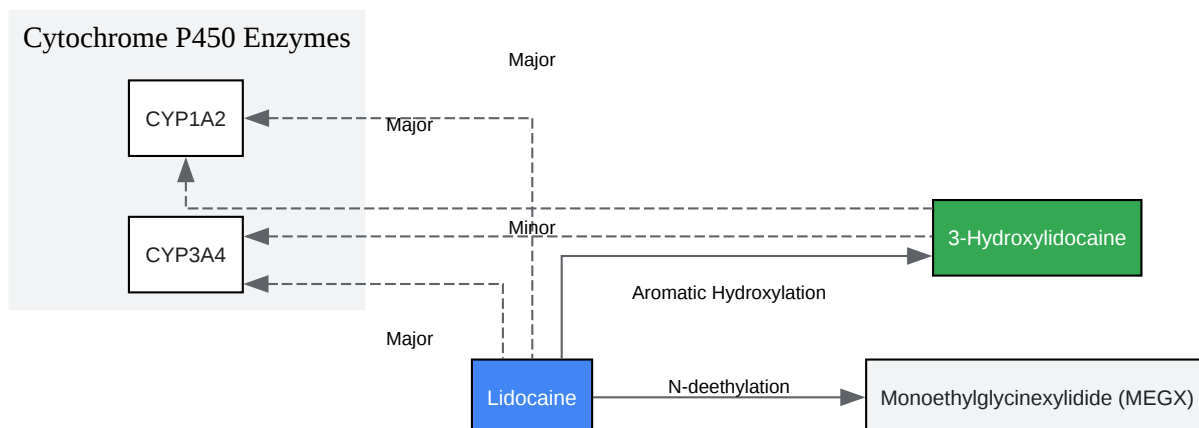 Cytochrome P450 Enzymes
Major
CYP1A2
Major
Minor
3-Hydroxylidocaine
CYP3A4
Aromatic Hydroxylation
Major
N-deethylation
Lidocaine
Monoethylglycinexylidide (MEGX)